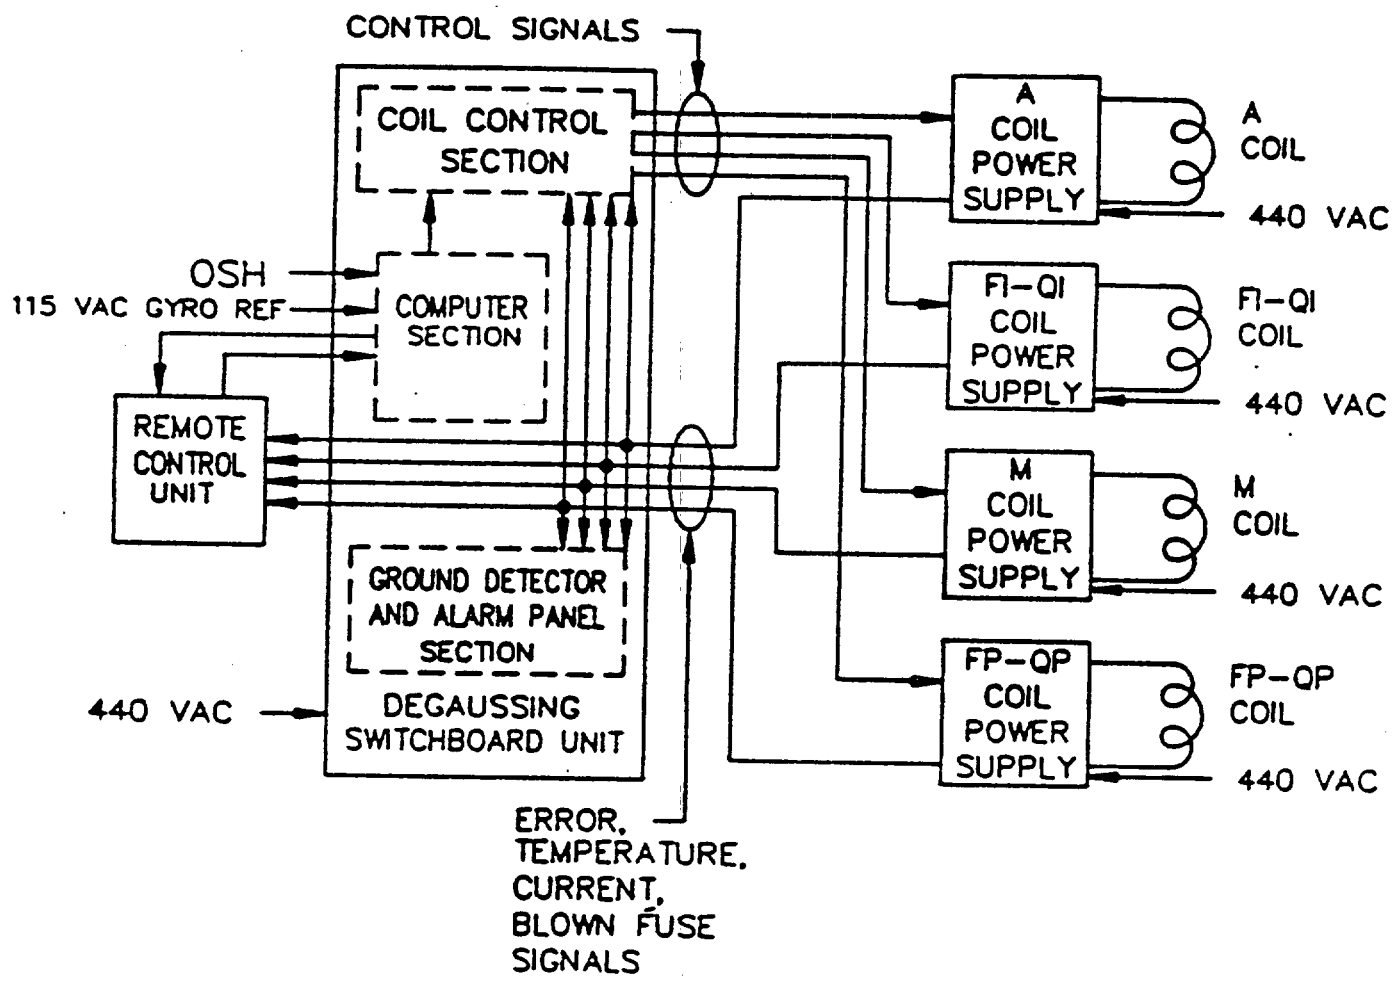 CONTROL SIGNALS
COIL CONTROL
SECTION
OSH
115 VAC GYRO REF
COMPUTER
SECTION
REMOTE
CONTROL
UNIT
GROUND DETECTOR
AND ALARM PANEL
SECTION
440 VAC
DEGAUSSING
SWITCHBOARD UNIT
ERROR,
TEMPERATURE,
CURRENT,
BLOWN FUSE
SIGNALS
A
COIL
POWER
SUPPLY
A
COIL
440 VAC
FI-QI
COIL
POWER
SUPPLY
FI-QI
COIL
440 VAC
M
COIL
POWER
SUPPLY
M
COIL
440 VAC
FP-QP
COIL
POWER
SUPPLY
FP-QP
COIL
440 VAC